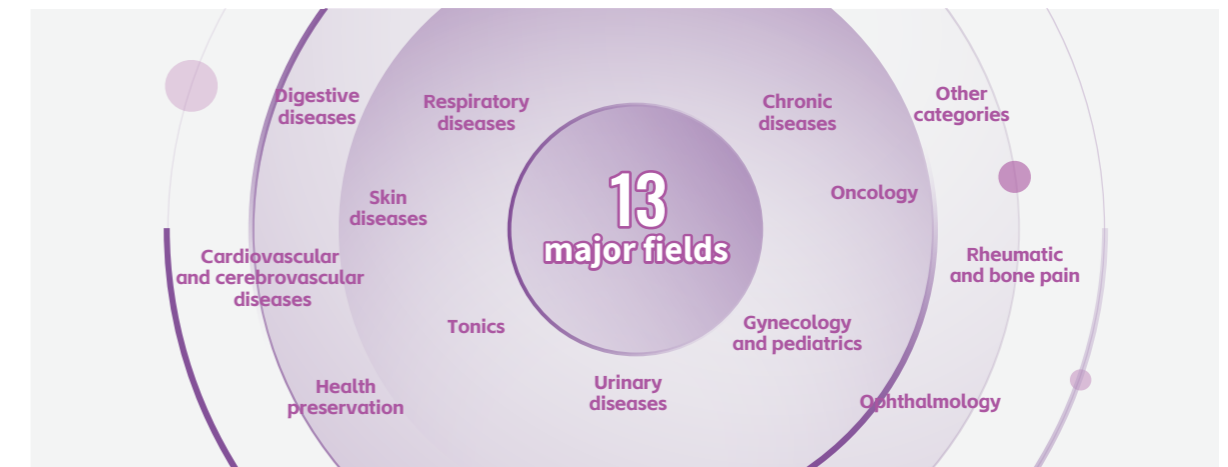 Digestive
diseases
Respiratory
diseases
Chronic
diseases
Other
categories
Skin
diseases
13
major fields
Oncology
Cardiovascular
and cerebrovascular
diseases
Rheumatic
and bone pain
Tonics
Gynecology
and pediatrics
Health
preservation
Urinary
diseases
Ophthalmology